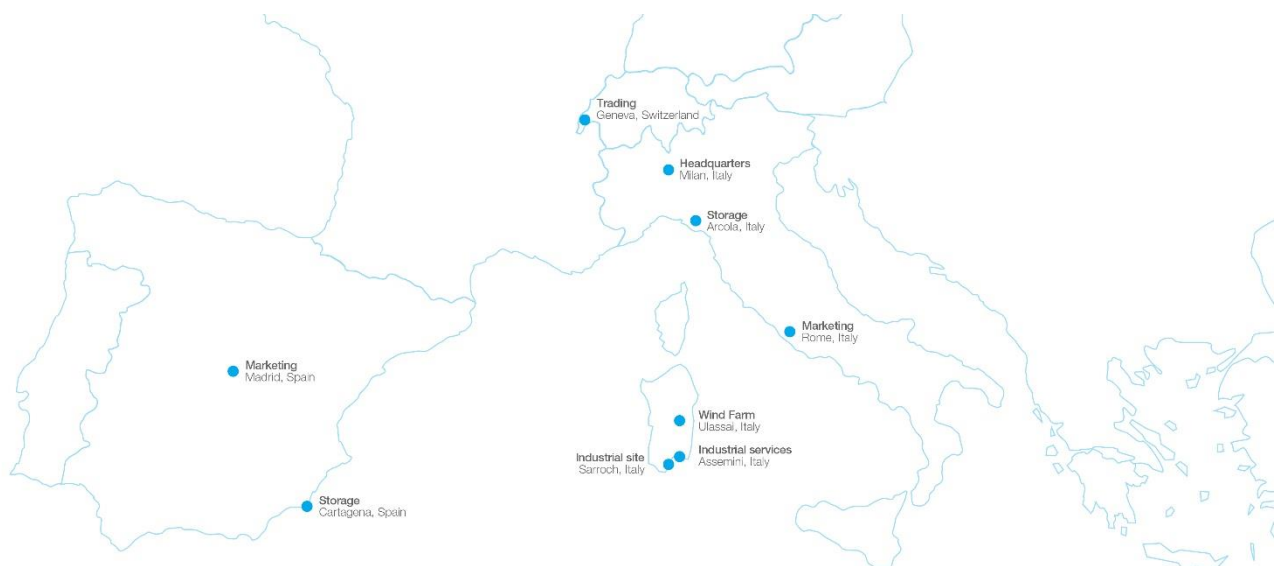 Trading
Geneva, Switzerland
Headquarters
Milan, Italy
Storage
Arcola, Italy
Marketing
Rome, Italy
Marketing
Madrid, Spain
Wind Farm
Ulassai, Italy
Industrial services
Assemini, Italy
Industrial site
Sarroch, Italy
Storage
Cartagena, Spain